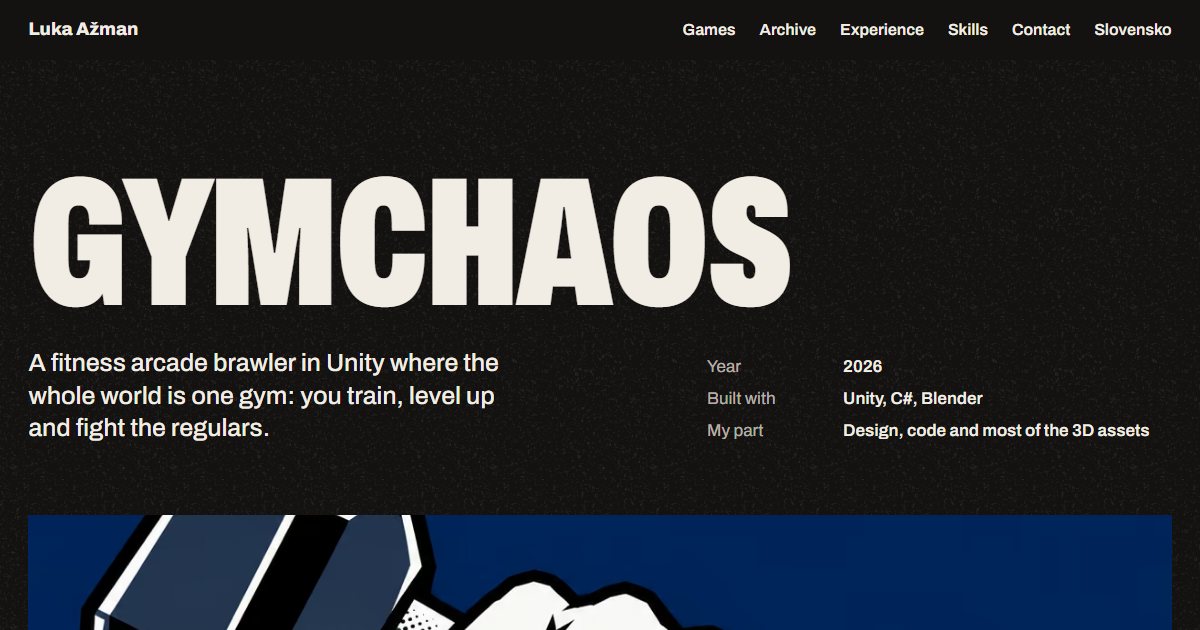 Luka Ažman
Games Archive Experience Skills Contact Slovensko
GYMCHAOS
A fitness arcade brawler in Unity where the
whole world is one gym: you train, level up
and fight the regulars.
Year 2026
Built with Unity, C#, Blender
My part Design, code and most of the 3D assets